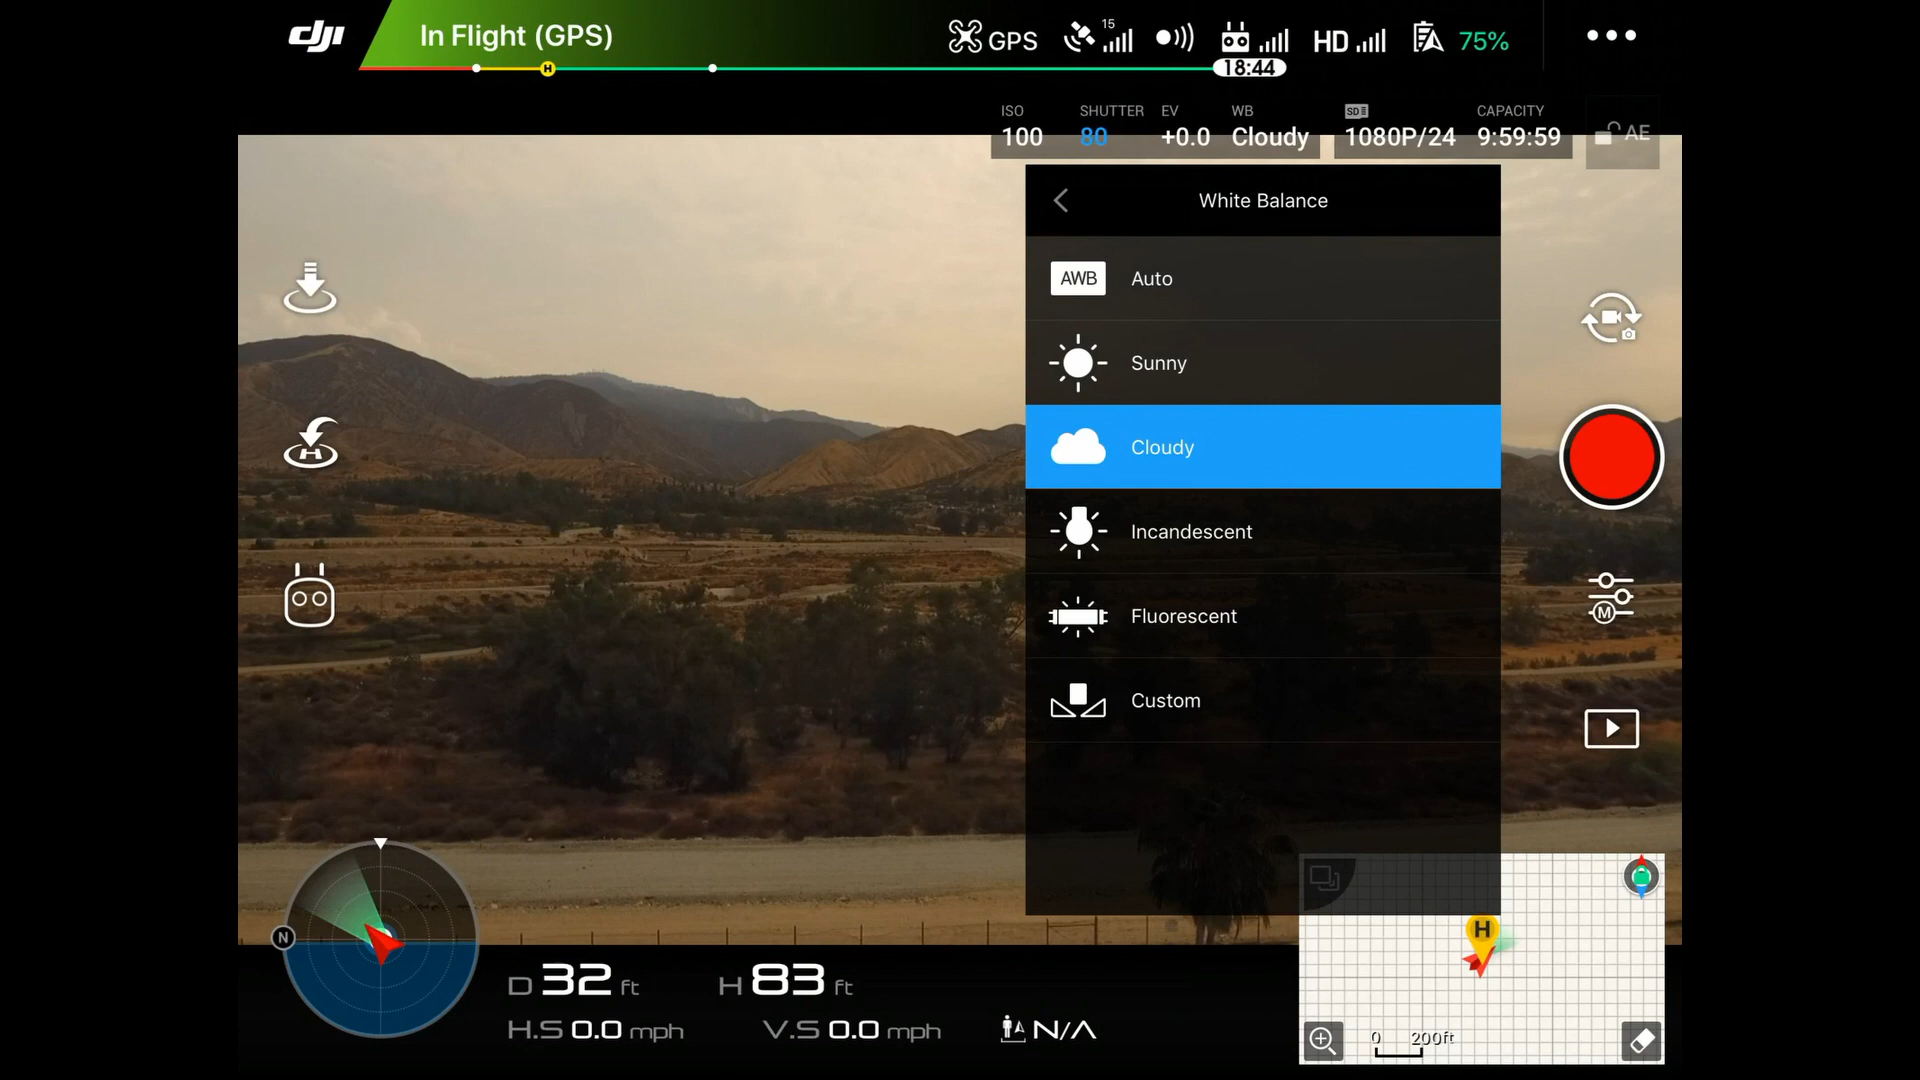 dji In Flight (GPS) GPS 15 HD 75%
H 18:44
ISO SHUTTER EV WB SD CAPACITY
100 80 +0.0 Cloudy 1080P/24 9:59:59 AE
White Balance
AWB Auto
Sunny
Cloudy
H
Incandescent
M
Fluorescent
Custom
N
H
D 32 ft H 83 ft
H.S 0.0 mph V.S 0.0 mph N/A
0 200ft